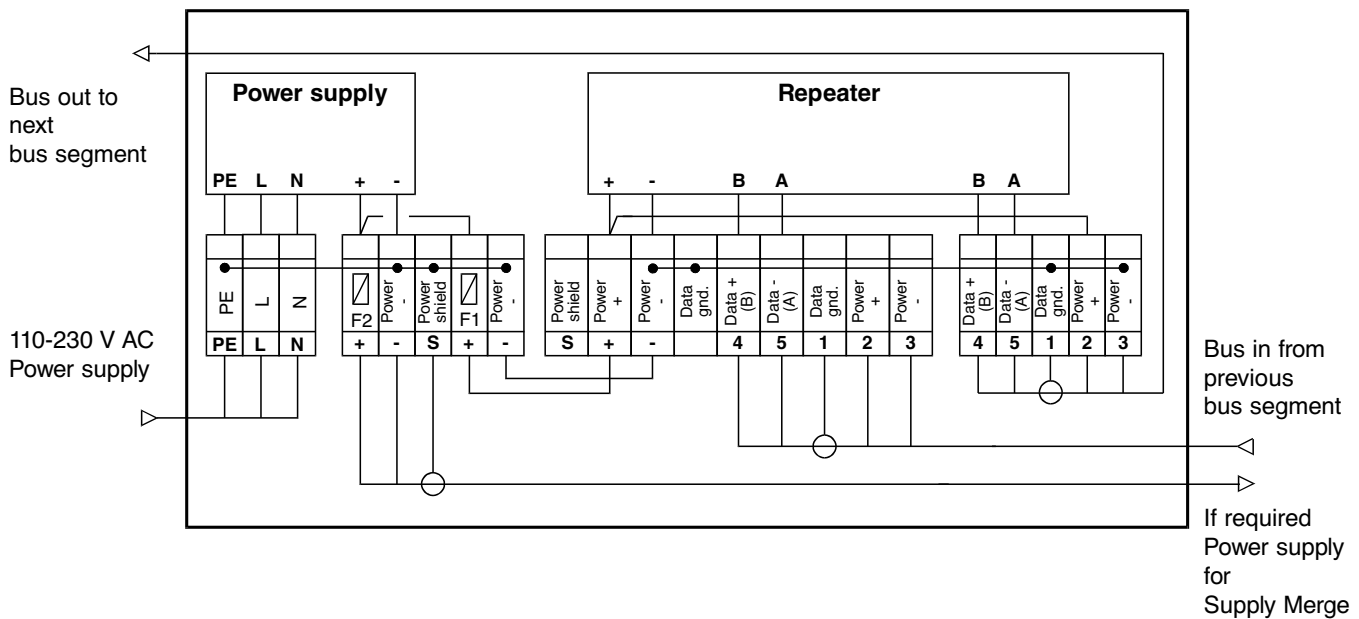 Power supply
Repeater
Bus out to
next
bus segment
PE L N + -
+ - B A B A
PE L N
F2 Power - Power shield F1 Power -
Power shield Power + Power - Data gnd. Data + (B) Data - (A) Data gnd. Power + Power -
Data + (B) Data - (A) Data gnd. Power + Power -
PE L N + - S + - S + - 4 5 1 2 3 4 5 1 2 3
110-230 V AC
Power supply
Bus in from
previous
bus segment
If required
Power supply
for
Supply Merge